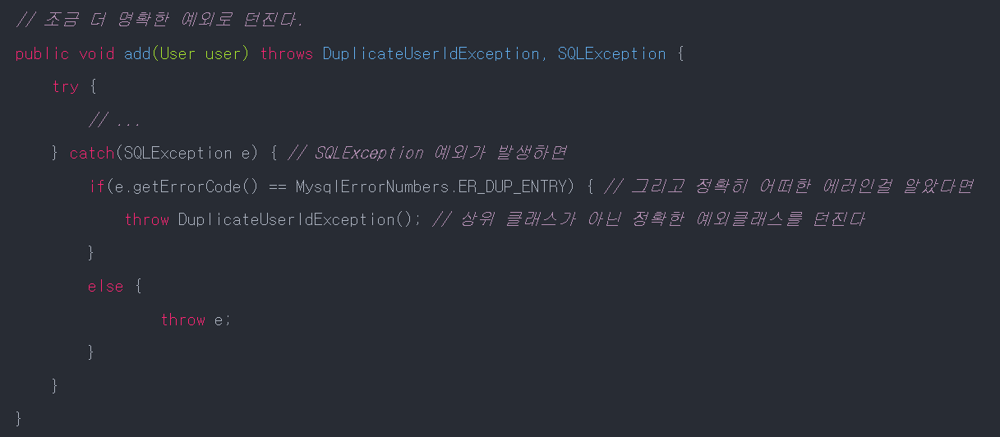 // 조금 더 명확한 예외로 던진다.
public void add(User user) throws DuplicateUserIdException, SQLException {
try {
// ...
} catch(SQLException e) { // SQLException 예외가 발생하면
if(e.getErrorCode() == MysqlErrorNumbers.ER_DUP_ENTRY) { // 그리고 정확히 어떠한 에러인걸 알았다면
throw DuplicateUserIdException(); // 상위 클래스가 아닌 정확한 예외클래스를 던진다
}
else {
throw e;
}
}
}